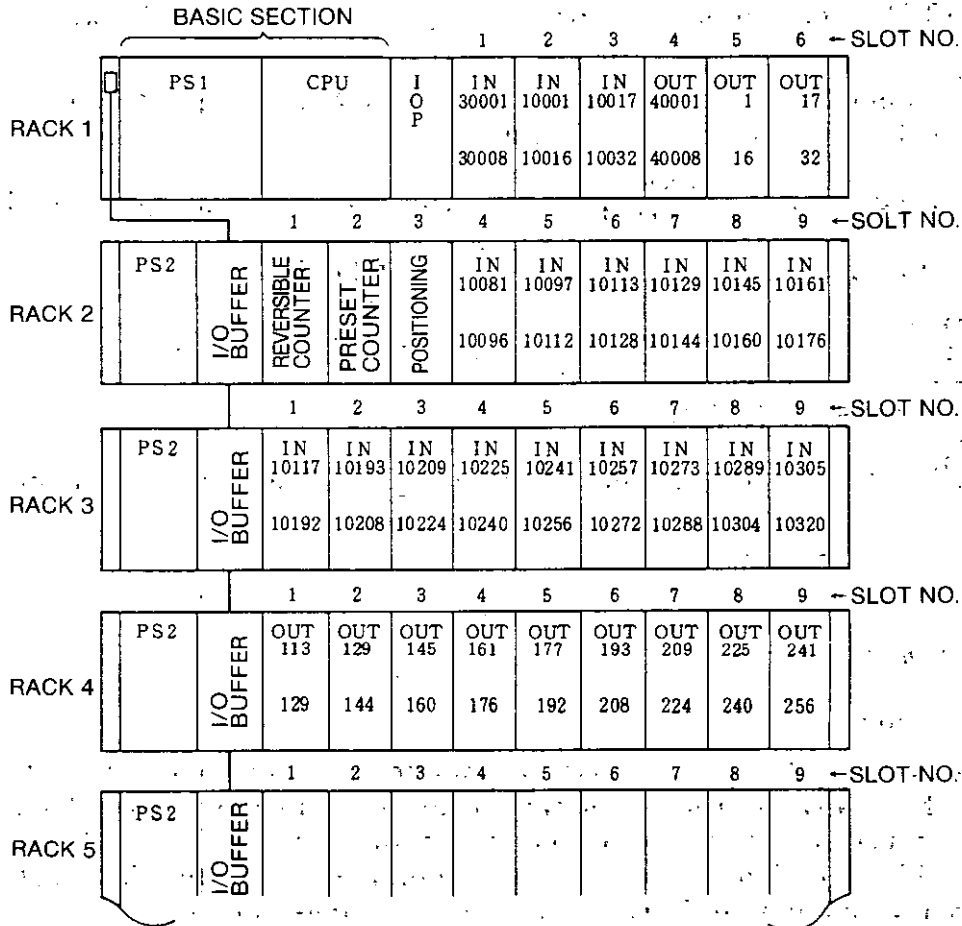 BASIC SECTION
1 2 3 4 5 6 ←SLOT NO.
RACK 1
PS1 CPU IOP IN IN IN OUT OUT OUT
30001 10001 10017 40001 1 17
30008 10016 10032 40008 16 32
1 2 3 4 5 6 7 8 9 ←SOLT NO.
RACK 2
PS2 I/O BUFFER REVERSIBLE COUNTER PRESET COUNTER POSITIONING IN IN IN IN IN IN
10081 10097 10113 10129 10145 10161
10096 10112 10128 10144 10160 10176
1 2 3 4 5 6 7 8 9 ←SLOT NO.
RACK 3
PS2 I/O BUFFER IN IN IN IN IN IN IN IN IN
10117 10193 10209 10225 10241 10257 10273 10289 10305
10192 10208 10224 10240 10256 10272 10288 10304 10320
1 2 3 4 5 6 7 8 9 ←SLOT NO.
RACK 4
PS2 I/O BUFFER OUT OUT OUT OUT OUT OUT OUT OUT OUT
113 129 145 161 177 193 209 225 241
129 144 160 176 192 208 224 240 256
1 2 3 4 5 6 7 8 9 ←SLOT NO.
RACK 5
PS2 I/O BUFFER